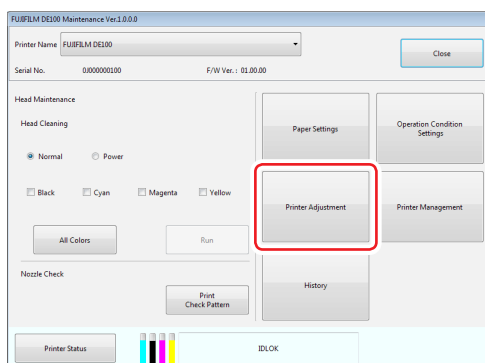 FUJIFILM DE100 Maintenance Ver.1.0.0.0
Printer Name FUJIFILM DE100
Close
Serial No. 0J000000100 F/W Ver. : 01.00.00
Head Maintenance
Head Cleaning
Normal Power
Black Cyan Magenta Yellow
All Colors Run
Nozzle Check
Print
Check Pattern
Paper Settings
Operation Condition
Settings
Printer Adjustment
Printer Management
History
Printer Status
IDLOK